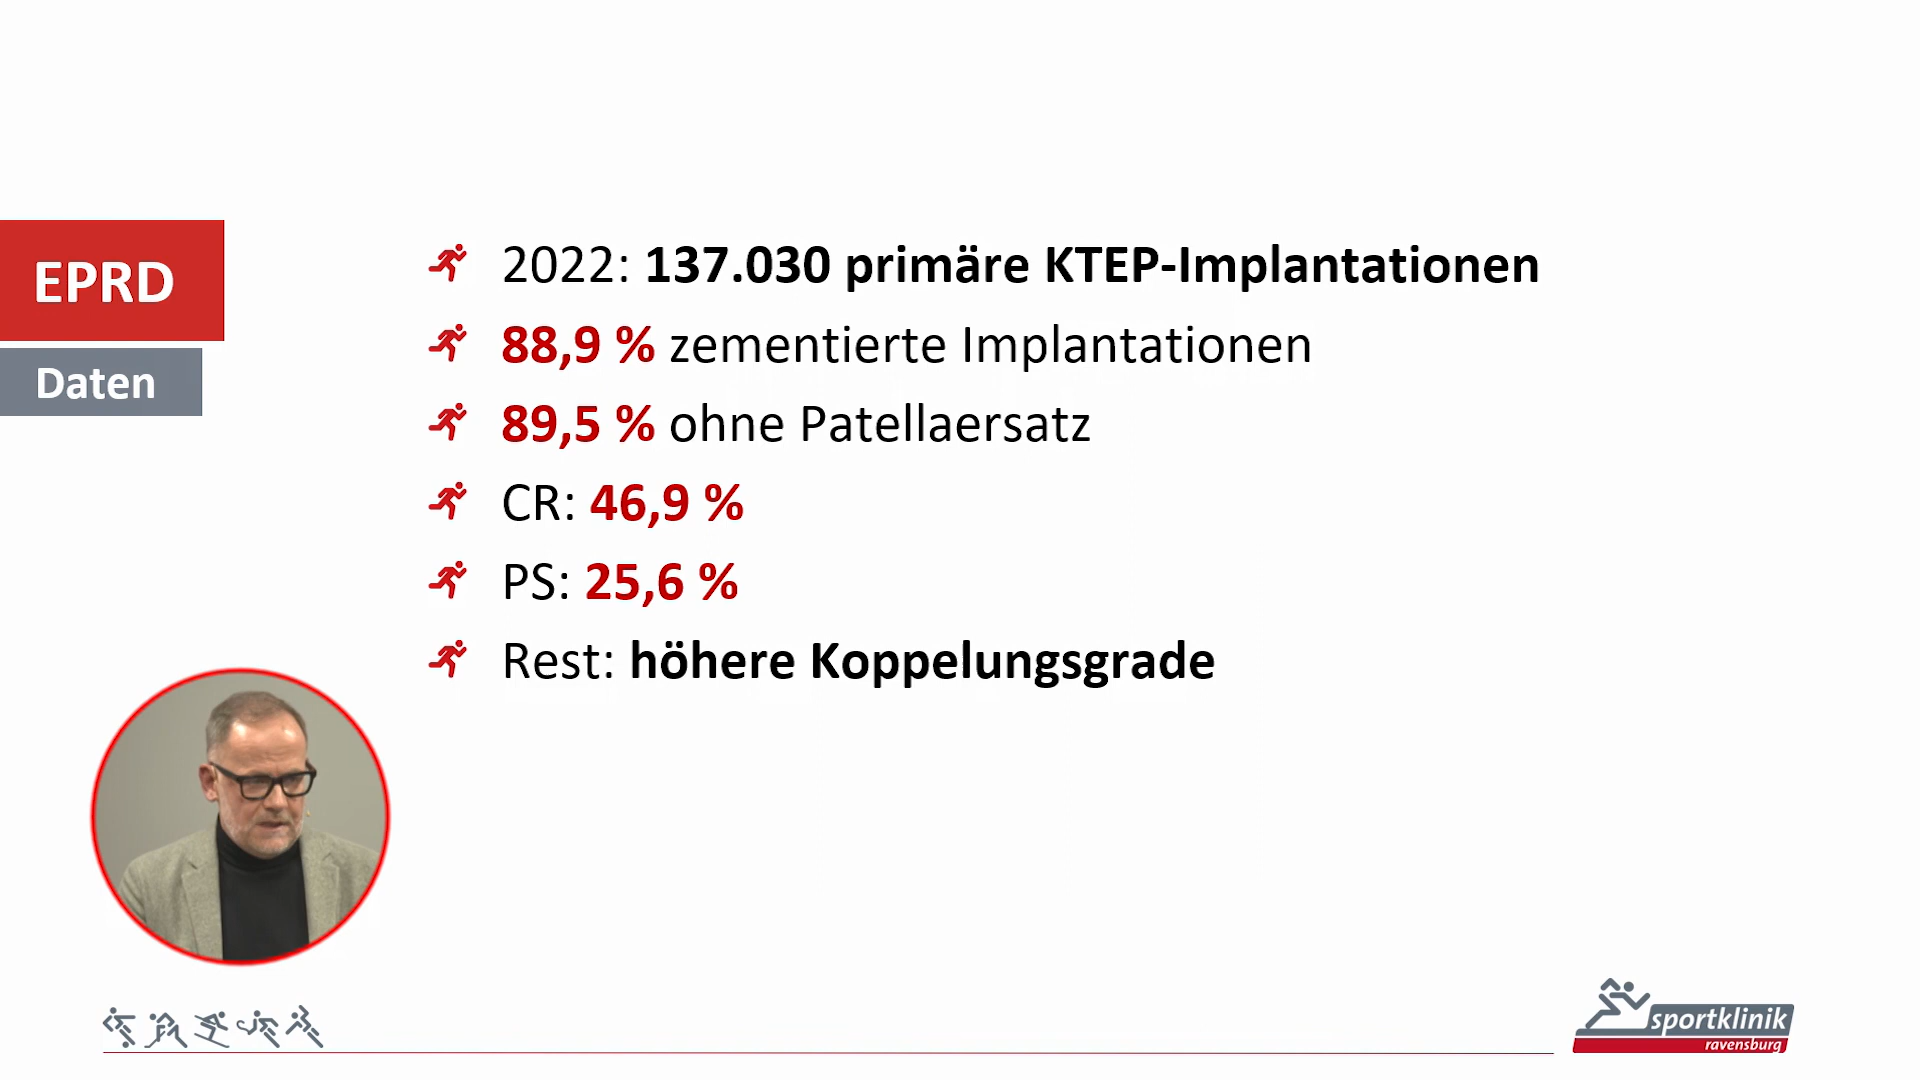 EPRD
Daten
2022: 137.030 primäre KTEP-Implantationen
88,9 % zementierte Implantationen
89,5 % ohne Patellaersatz
CR: 46,9 %
PS: 25,6 %
Rest: höhere Koppelungsgrade
sportklinik
ravensburg